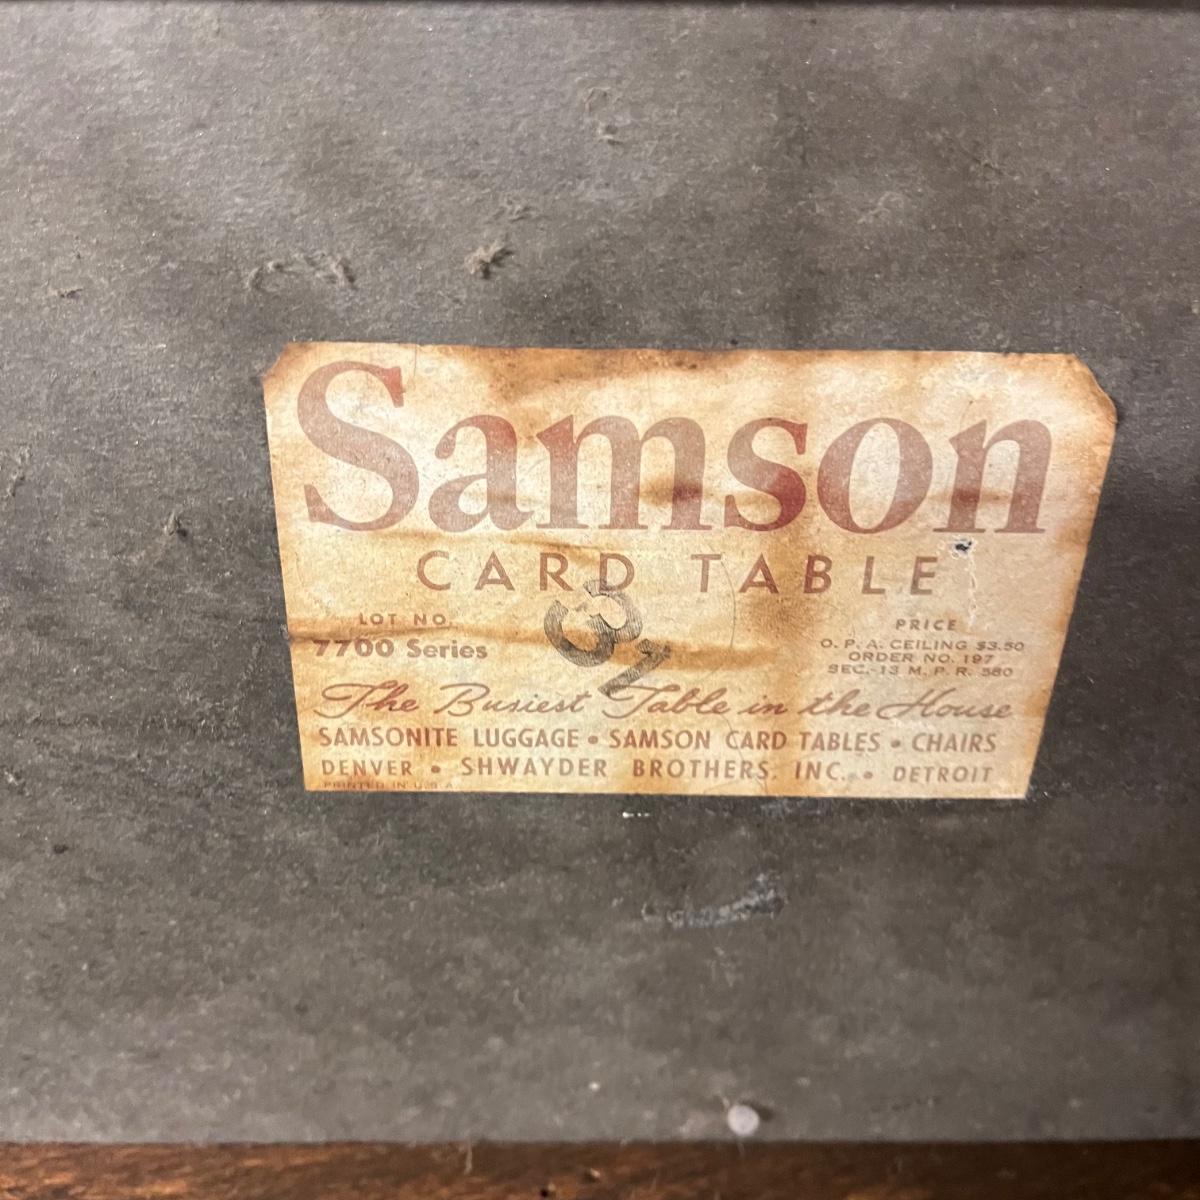 Samson
CARD TABLE
LOT NO.
7700 Series
PRICE
O. P. A. CEILING $3.50
ORDER NO. 197
SEC.-13 M. P. R. 580
The Busiest Table in the House
SAMSONITE LUGGAGE • SAMSON CARD TABLES • CHAIRS
DENVER • SHWAYDER BROTHERS, INC. • DETROIT
PRINTED IN U.S.A.